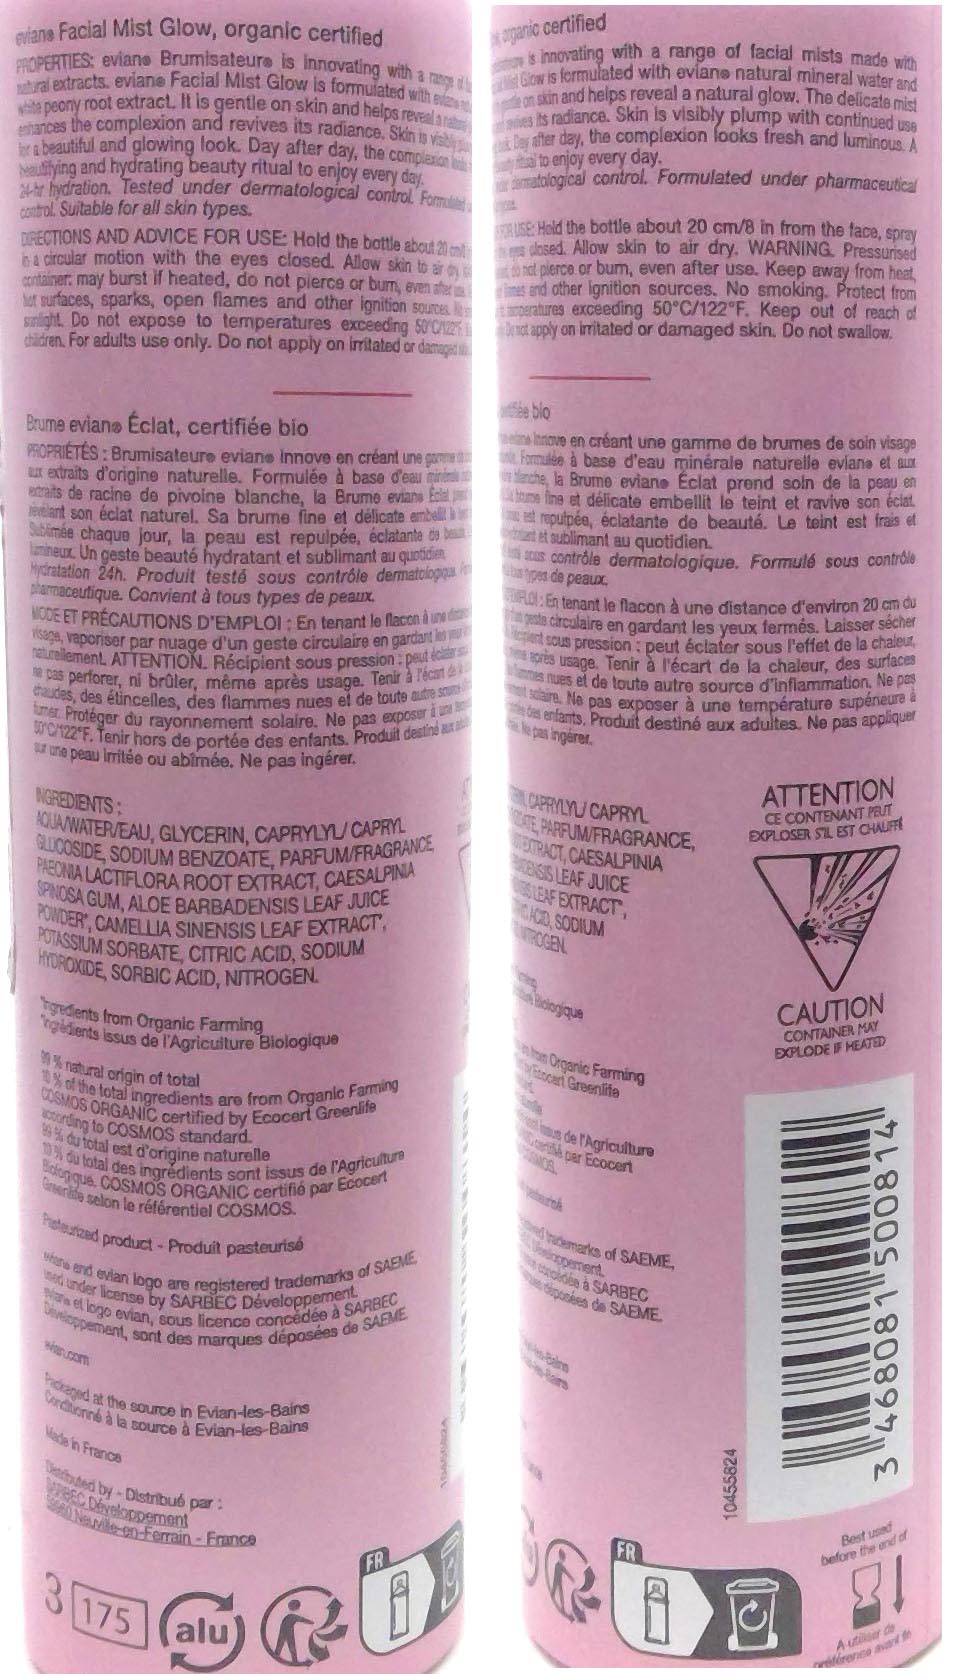 evian® Facial Mist Glow, organic certified
PROPERTIES: evian® Brumisateur® is innovating with a range of
natural extracts. evian® Facial Mist Glow is formulated with evian®
white peony root extract. It is gentle on skin and helps reveal a natural
enhances the complexion and revives its radiance. Skin is visibly
for a beautiful and glowing look. Day after day, the complexion looks
beautifying and hydrating beauty ritual to enjoy every day.
24-hr hydration. Tested under dermatological control. Formulated
control. Suitable for all skin types.
DIRECTIONS AND ADVICE FOR USE: Hold the bottle about 20 cm/
in a circular motion with the eyes closed. Allow skin to air dry.
container: may burst if heated, do not pierce or burn, even after use.
hot surfaces, sparks, open flames and other ignition sources. No
sunlight. Do not expose to temperatures exceeding 50°C/122°F.
children. For adults use only. Do not apply on irritated or damaged
Brume evian® Éclat, certifiée bio
PROPRIÉTÉS : Brumisateur® evian® innove en créant une gamme
aux extraits d'origine naturelle. Formulée à base d'eau minérale
extraits de racine de pivoine blanche, la Brume evian® Éclat
révélant son éclat naturel. Sa brume fine et délicate embellit le
Sublimée chaque jour, la peau est repulpée, éclatante de beauté.
lumineux. Un geste beauté hydratant et sublimant au quotidien.
Hydratation 24h. Produit testé sous contrôle dermatologique.
pharmaceutique. Convient à tous types de peaux.
MODE ET PRÉCAUTIONS D'EMPLOI : En tenant le flacon à une
visage, vaporiser par nuage d'un geste circulaire en gardant les yeux
naturellement. ATTENTION. Récipient sous pression : peut éclater
ne pas perforer, ni brûler, même après usage. Tenir à l'écart de la
chaudes, des étincelles, des flammes nues et de toute autre source
fumer. Protéger du rayonnement solaire. Ne pas exposer à une
50°C/122°F. Tenir hors de portée des enfants. Produit destiné aux
sur une peau irritée ou abîmée. Ne pas ingérer.
INGREDIENTS :
AQUA/WATER/EAU, GLYCERIN, CAPRYLYL/ CAPRYL
GLUCOSIDE, SODIUM BENZOATE, PARFUM/FRAGRANCE,
PAEONIA LACTIFLORA ROOT EXTRACT, CAESALPINIA
SPINOSA GUM, ALOE BARBADENSIS LEAF JUICE
POWDER*, CAMELLIA SINENSIS LEAF EXTRACT*,
POTASSIUM SORBATE, CITRIC ACID, SODIUM
HYDROXIDE, SORBIC ACID, NITROGEN.
*Ingredients from Organic Farming
*Ingrédients issus de l'Agriculture Biologique
99 % natural origin of total
10 % of the total ingredients are from Organic Farming
COSMOS ORGANIC certified by Ecocert Greenlife
according to COSMOS standard.
99 % du total est d'origine naturelle
10 % du total des ingrédients sont issus de l'Agriculture
Biologique. COSMOS ORGANIC certifié par Ecocert
Greenlife selon le référentiel COSMOS.
Pasteurized product - Produit pasteurisé
evian® and evian logo are registered trademarks of SAEME,
used under license by SARBEC Développement.
evian® et logo evian, sous licence concédée à SARBEC
Développement, sont des marques déposées de SAEME.
evian.com
Packaged at the source in Evian-les-Bains
Conditionné à la source à Evian-les-Bains
Made in France
Distributed by - Distribué par :
SARBEC Développement
59960 Neuville-en-Ferrain - France
3 175 alu
FR
organic certified
is innovating with a range of facial mists made with
Glow is formulated with evian® natural mineral water and
on skin and helps reveal a natural glow. The delicate mist
revives its radiance. Skin is visibly plump with continued use
Day after day, the complexion looks fresh and luminous. A
ritual to enjoy every day.
dermatological control. Formulated under pharmaceutical
FOR USE: Hold the bottle about 20 cm/8 in from the face, spray
eyes closed. Allow skin to air dry. WARNING. Pressurised
do not pierce or burn, even after use. Keep away from heat,
flames and other ignition sources. No smoking. Protect from
temperatures exceeding 50°C/122°F. Keep out of reach of
Do not apply on irritated or damaged skin. Do not swallow.
certifiée bio
evian® innove en créant une gamme de brumes de soin visage
Formulée à base d'eau minérale naturelle evian® et aux
blanche, la Brume evian® Éclat prend soin de la peau en
Sa brume fine et délicate embellit le teint et ravive son éclat.
est repulpée, éclatante de beauté. Le teint est frais et
et sublimant au quotidien.
sous contrôle dermatologique. Formulé sous contrôle
tous types de peaux.
D'EMPLOI : En tenant le flacon à une distance d'environ 20 cm du
geste circulaire en gardant les yeux fermés. Laisser sécher
Récipient sous pression : peut éclater sous l'effet de la chaleur,
même après usage. Tenir à l'écart de la chaleur, des surfaces
flammes nues et de toute autre source d'inflammation. Ne pas
solaire. Ne pas exposer à une température supérieure à
des enfants. Produit destiné aux adultes. Ne pas appliquer
Ne pas ingérer.
CAPRYLYL/ CAPRYL
PARFUM/FRAGRANCE,
EXTRACT, CAESALPINIA
LEAF JUICE
LEAF EXTRACT*,
ACID, SODIUM
NITROGEN.
Biologique
from Organic Farming
Ecocert Greenlife
issus de l'Agriculture
certifié par Ecocert
COSMOS.
pasteurisé
trademarks of SAEME,
Développement.
concédée à SARBEC
déposées de SAEME.
ATTENTION
CE CONTENANT PEUT
EXPLOSER S'IL EST CHAUFFÉ
CAUTION
CONTAINER MAY
EXPLODE IF HEATED
3 468081 500814
10455824
FR
Best used
before the end of
A utiliser de
préférence avant fin